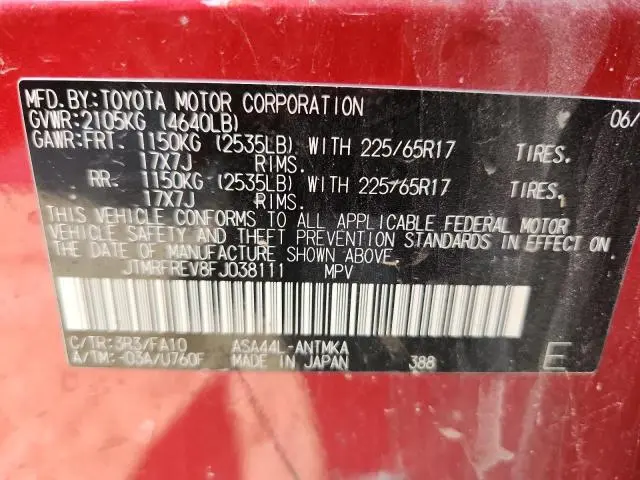 MFD.BY:TOYOTA MOTOR CORPORATION 06/
GVWR:2105KG (4640LB)
GAWR:FRT. 1150KG (2535LB) WITH 225/65R17 TIRES.
17X7J RIMS.
RR. 1150KG (2535LB) WITH 225/65R17 TIRES.
17X7J RIMS.
THIS VEHICLE CONFORMS TO ALL APPLICABLE FEDERAL MOTOR
VEHICLE SAFETY AND THEFT PREVENTION STANDARDS IN EFFECT ON
THE DATE OF MANUFACTURE SHOWN ABOVE.
JTMRFREV8FJ038111 MPV
C/TR:3R3/FA10 ASA44L-ANTMKA
A/TM:-03A/U760F MADE IN JAPAN 388 E